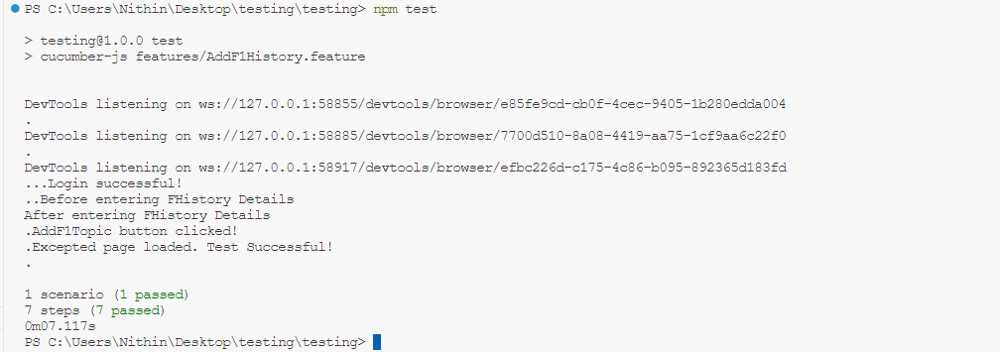 PS C:\Users\Nithin\Desktop\testing\testing> npm test
> testing@1.0.0 test
> cucumber-js features/AddF1History.feature
DevTools listening on ws://127.0.0.1:58855/devtools/browser/e85fe9cd-cb0f-4cec-9405-1b280edda004
.
DevTools listening on ws://127.0.0.1:58885/devtools/browser/7700d510-8a08-4419-aa75-1cf9aa6c22f0
.
DevTools listening on ws://127.0.0.1:58917/devtools/browser/efbc226d-c175-4c86-b095-892365d183fd
...Login successful!
..Before entering FHistory Details
After entering FHistory Details
.AddF1Topic button clicked!
.Excepted page loaded. Test Successful!
.
1 scenario (1 passed)
7 steps (7 passed)
0m07.117s
PS C:\Users\Nithin\Desktop\testing\testing>